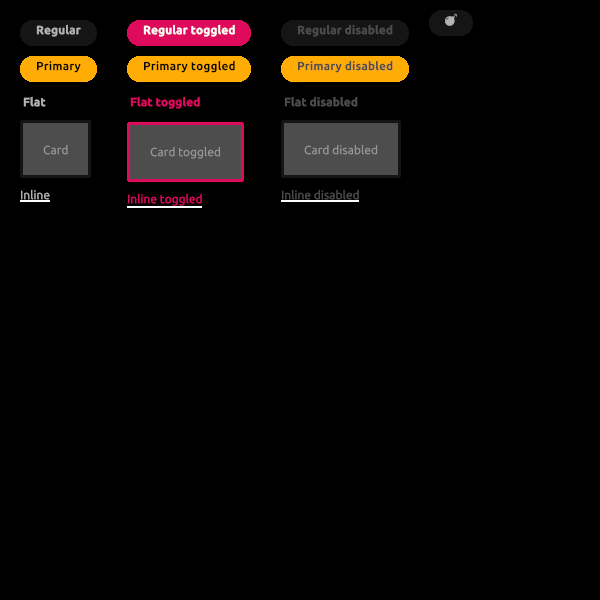 Regular Regular toggled Regular disabled
Primary Primary toggled Primary disabled
Flat Flat toggled Flat disabled
Card Card toggled Card disabled
Inline Inline toggled Inline disabled